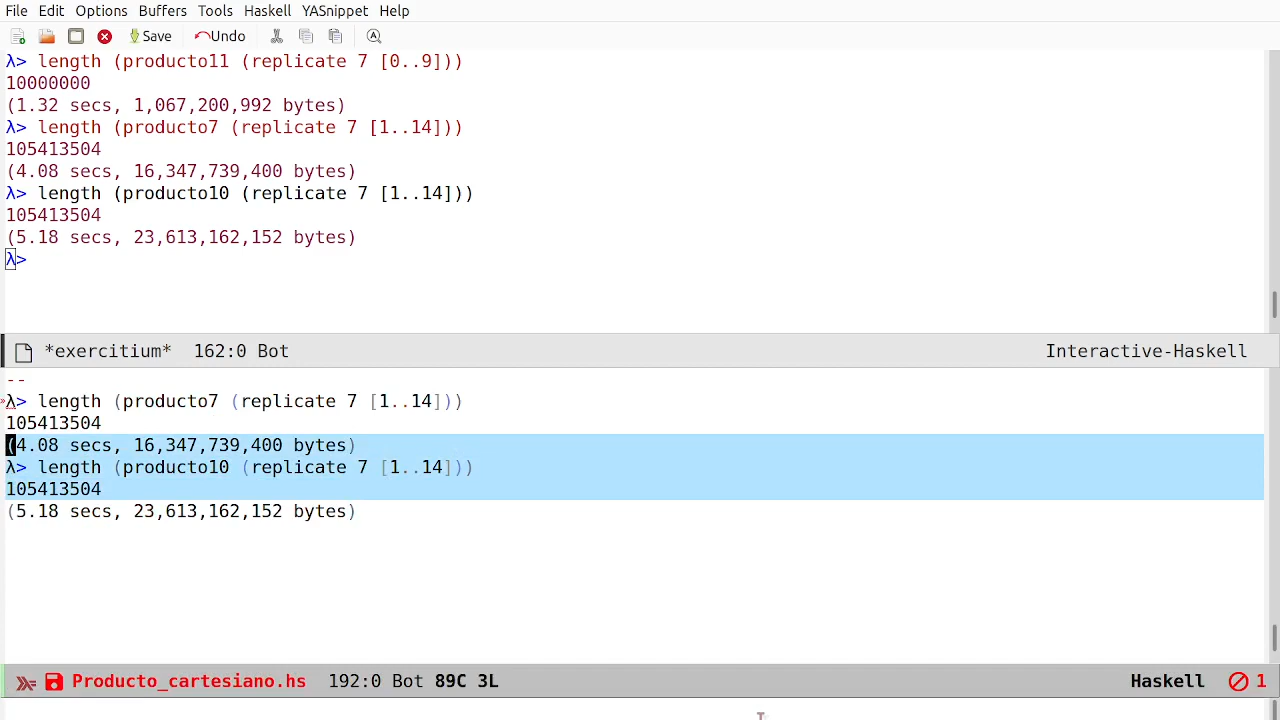 File Edit Options Buffers Tools Haskell YASnippet Help
Save Undo
λ> length (producto11 (replicate 7 [0..9]))
10000000
(1.32 secs, 1,067,200,992 bytes)
λ> length (producto7 (replicate 7 [1..14]))
105413504
(4.08 secs, 16,347,739,400 bytes)
λ> length (producto10 (replicate 7 [1..14]))
105413504
(5.18 secs, 23,613,162,152 bytes)
λ>
*exercitium* 162:0 Bot Interactive-Haskell
--
λ> length (producto7 (replicate 7 [1..14]))
105413504
(4.08 secs, 16,347,739,400 bytes)
λ> length (producto10 (replicate 7 [1..14]))
105413504
(5.18 secs, 23,613,162,152 bytes)
Producto_cartesiano.hs 192:0 Bot 89C 3L Haskell 1